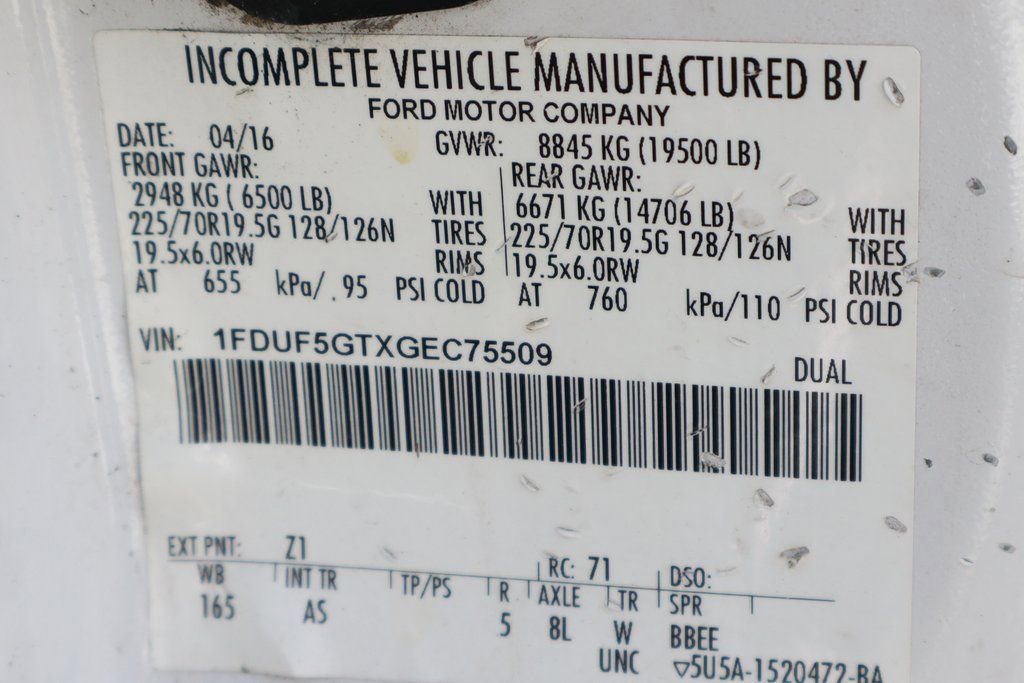 INCOMPLETE VEHICLE MANUFACTURED BY
FORD MOTOR COMPANY
DATE: 04/16 GVWR: 8845 KG (19500 LB)
FRONT GAWR: REAR GAWR:
2948 KG ( 6500 LB) WITH 6671 KG (14706 LB) WITH
225/70R19.5G 128/126N TIRES 225/70R19.5G 128/126N TIRES
19.5x6.0RW RIMS 19.5x6.0RW RIMS
AT 655 kPa/ 95 PSI COLD AT 760 kPa/110 PSI COLD
VIN: 1FDUF5GTXGEC75509
DUAL
EXT PNT: Z1 RC: 71 DSO:
WB INT TR TP/PS R AXLE TR SPR
165 AS 5 8L W BBEE
UNC ▽5U5A-1520472-BA